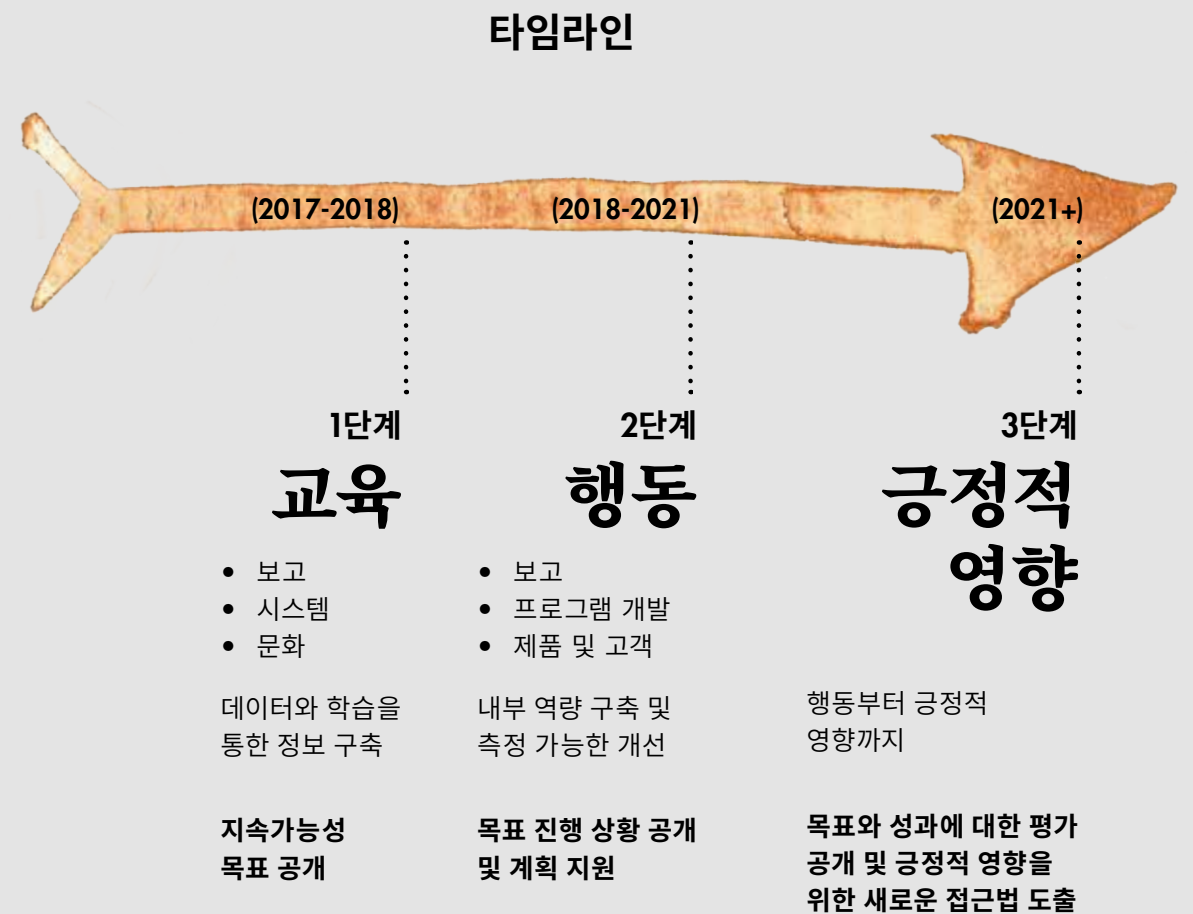 타임라인
(2017-2018)
(2018-2021)
(2021+)
1단계
교육
• 보고
• 시스템
• 문화
데이터와 학습을
통한 정보 구축
지속가능성
목표 공개
2단계
행동
• 보고
• 프로그램 개발
• 제품 및 고객
내부 역량 구축 및
측정 가능한 개선
목표 진행 상황 공개
및 계획 지원
3단계
긍정적
영향
행동부터 긍정적
영향까지
목표와 성과에 대한 평가
공개 및 긍정적 영향을
위한 새로운 접근법 도출